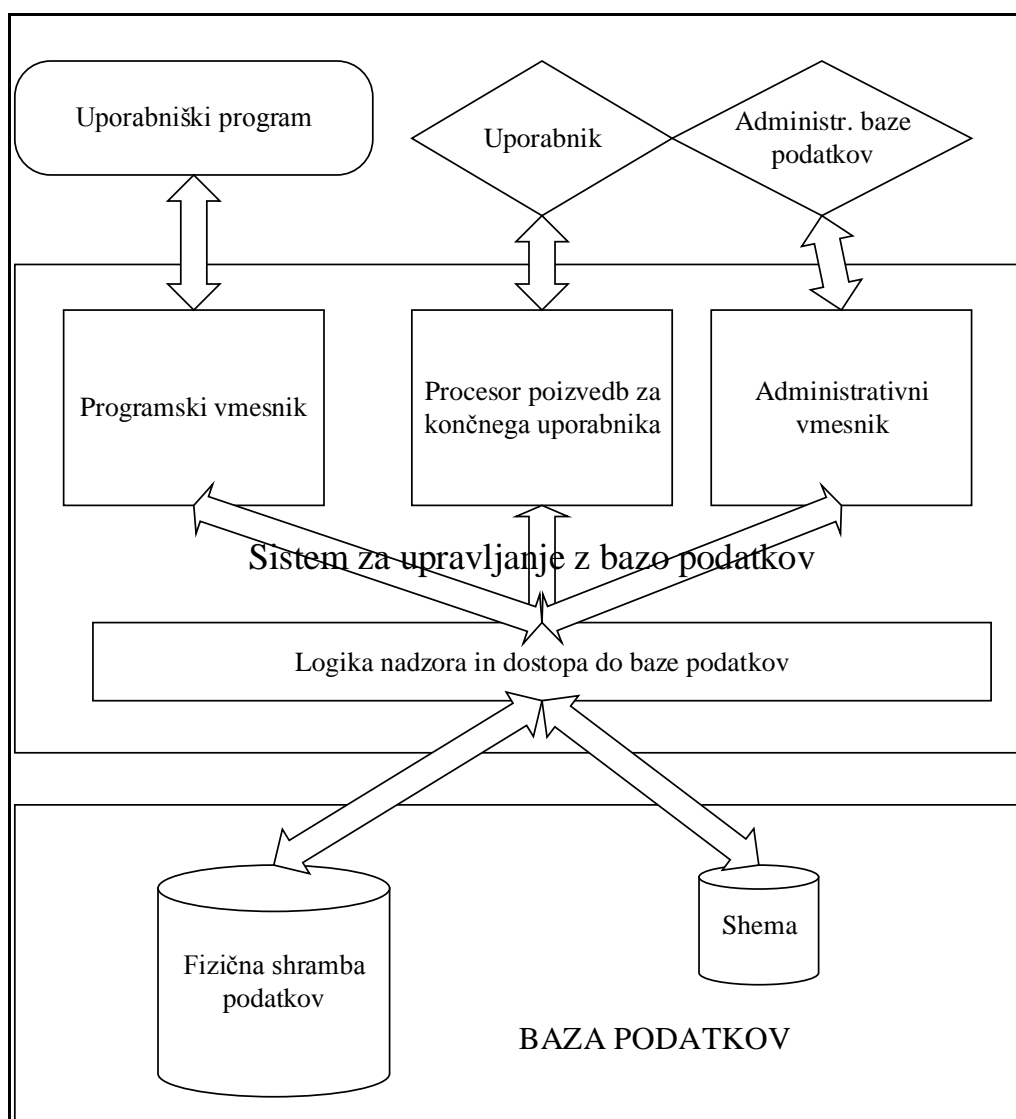 Uporabniški program
Uporabnik
Administr. baze
podatkov
Programski vmesnik
Procesor poizvedb za
končnega uporabnika
Administrativni
vmesnik
Sistem za upravljanje z bazo podatkov
Logika nadzora in dostopa do baze podatkov
Fizična shramba
podatkov
Shema
BAZA PODATKOV